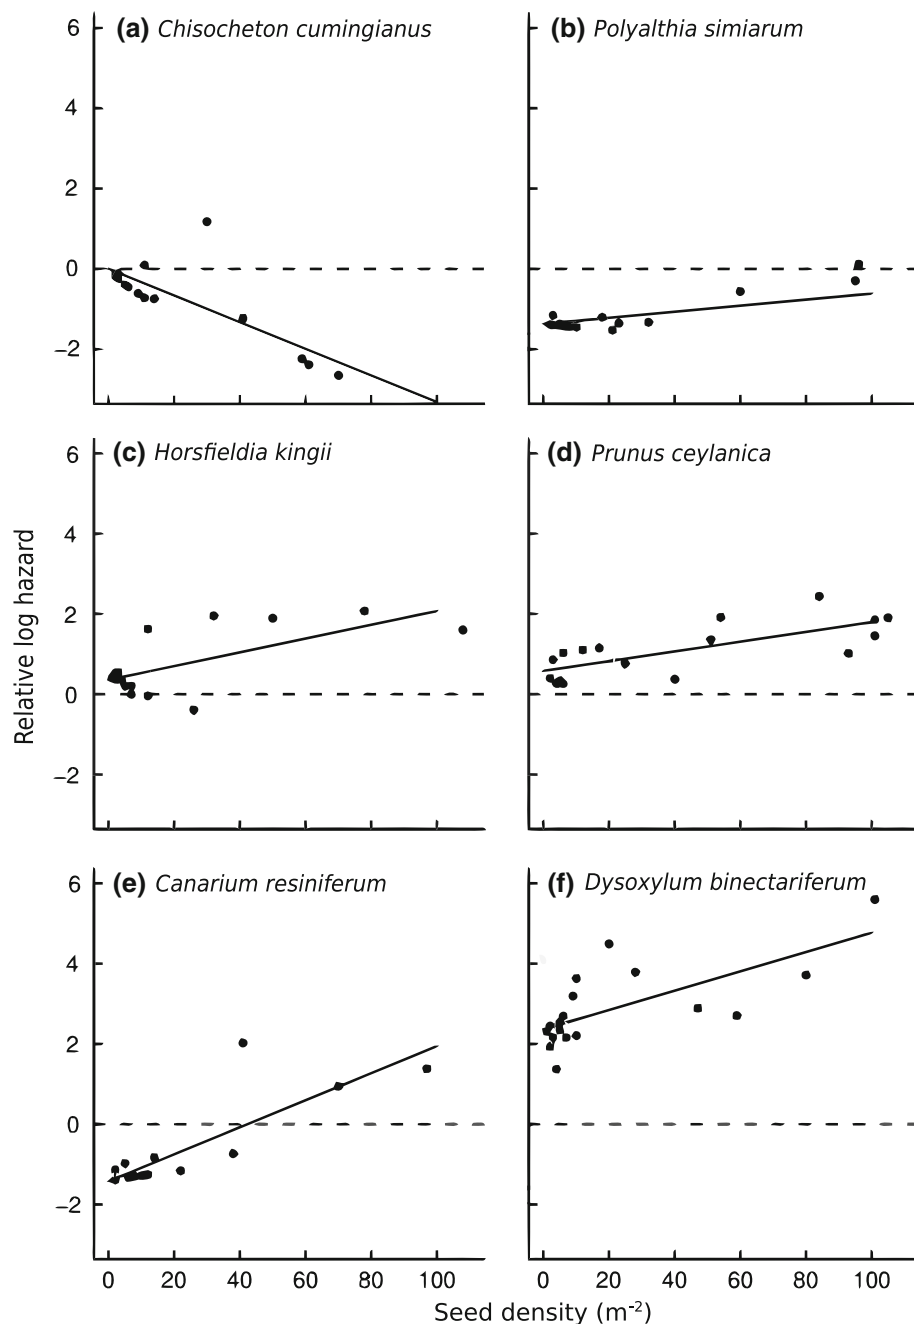 (a) Chisocheton cumingianus
(b) Polyalthia simiarum
6
4
2
0
−2
(c) Horsfieldia kingii
(d) Prunus ceylanica
6
4
2
0
−2
Relative log hazard
(e) Canarium resiniferum
(f) Dysoxylum binectariferum
6
4
2
0
−2
0 20 40 60 80 100
0 20 40 60 80 100
Seed density (m⁻²)